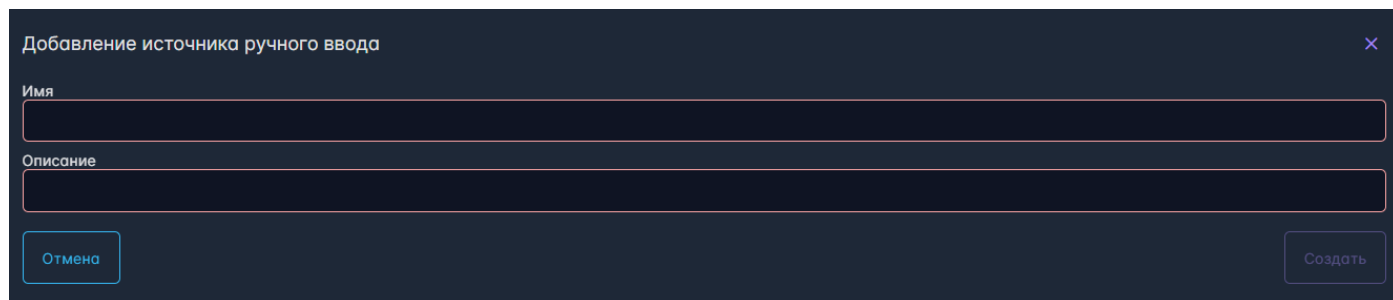 Добавление источника ручного ввода
Имя
Описание
Отмена
Создать